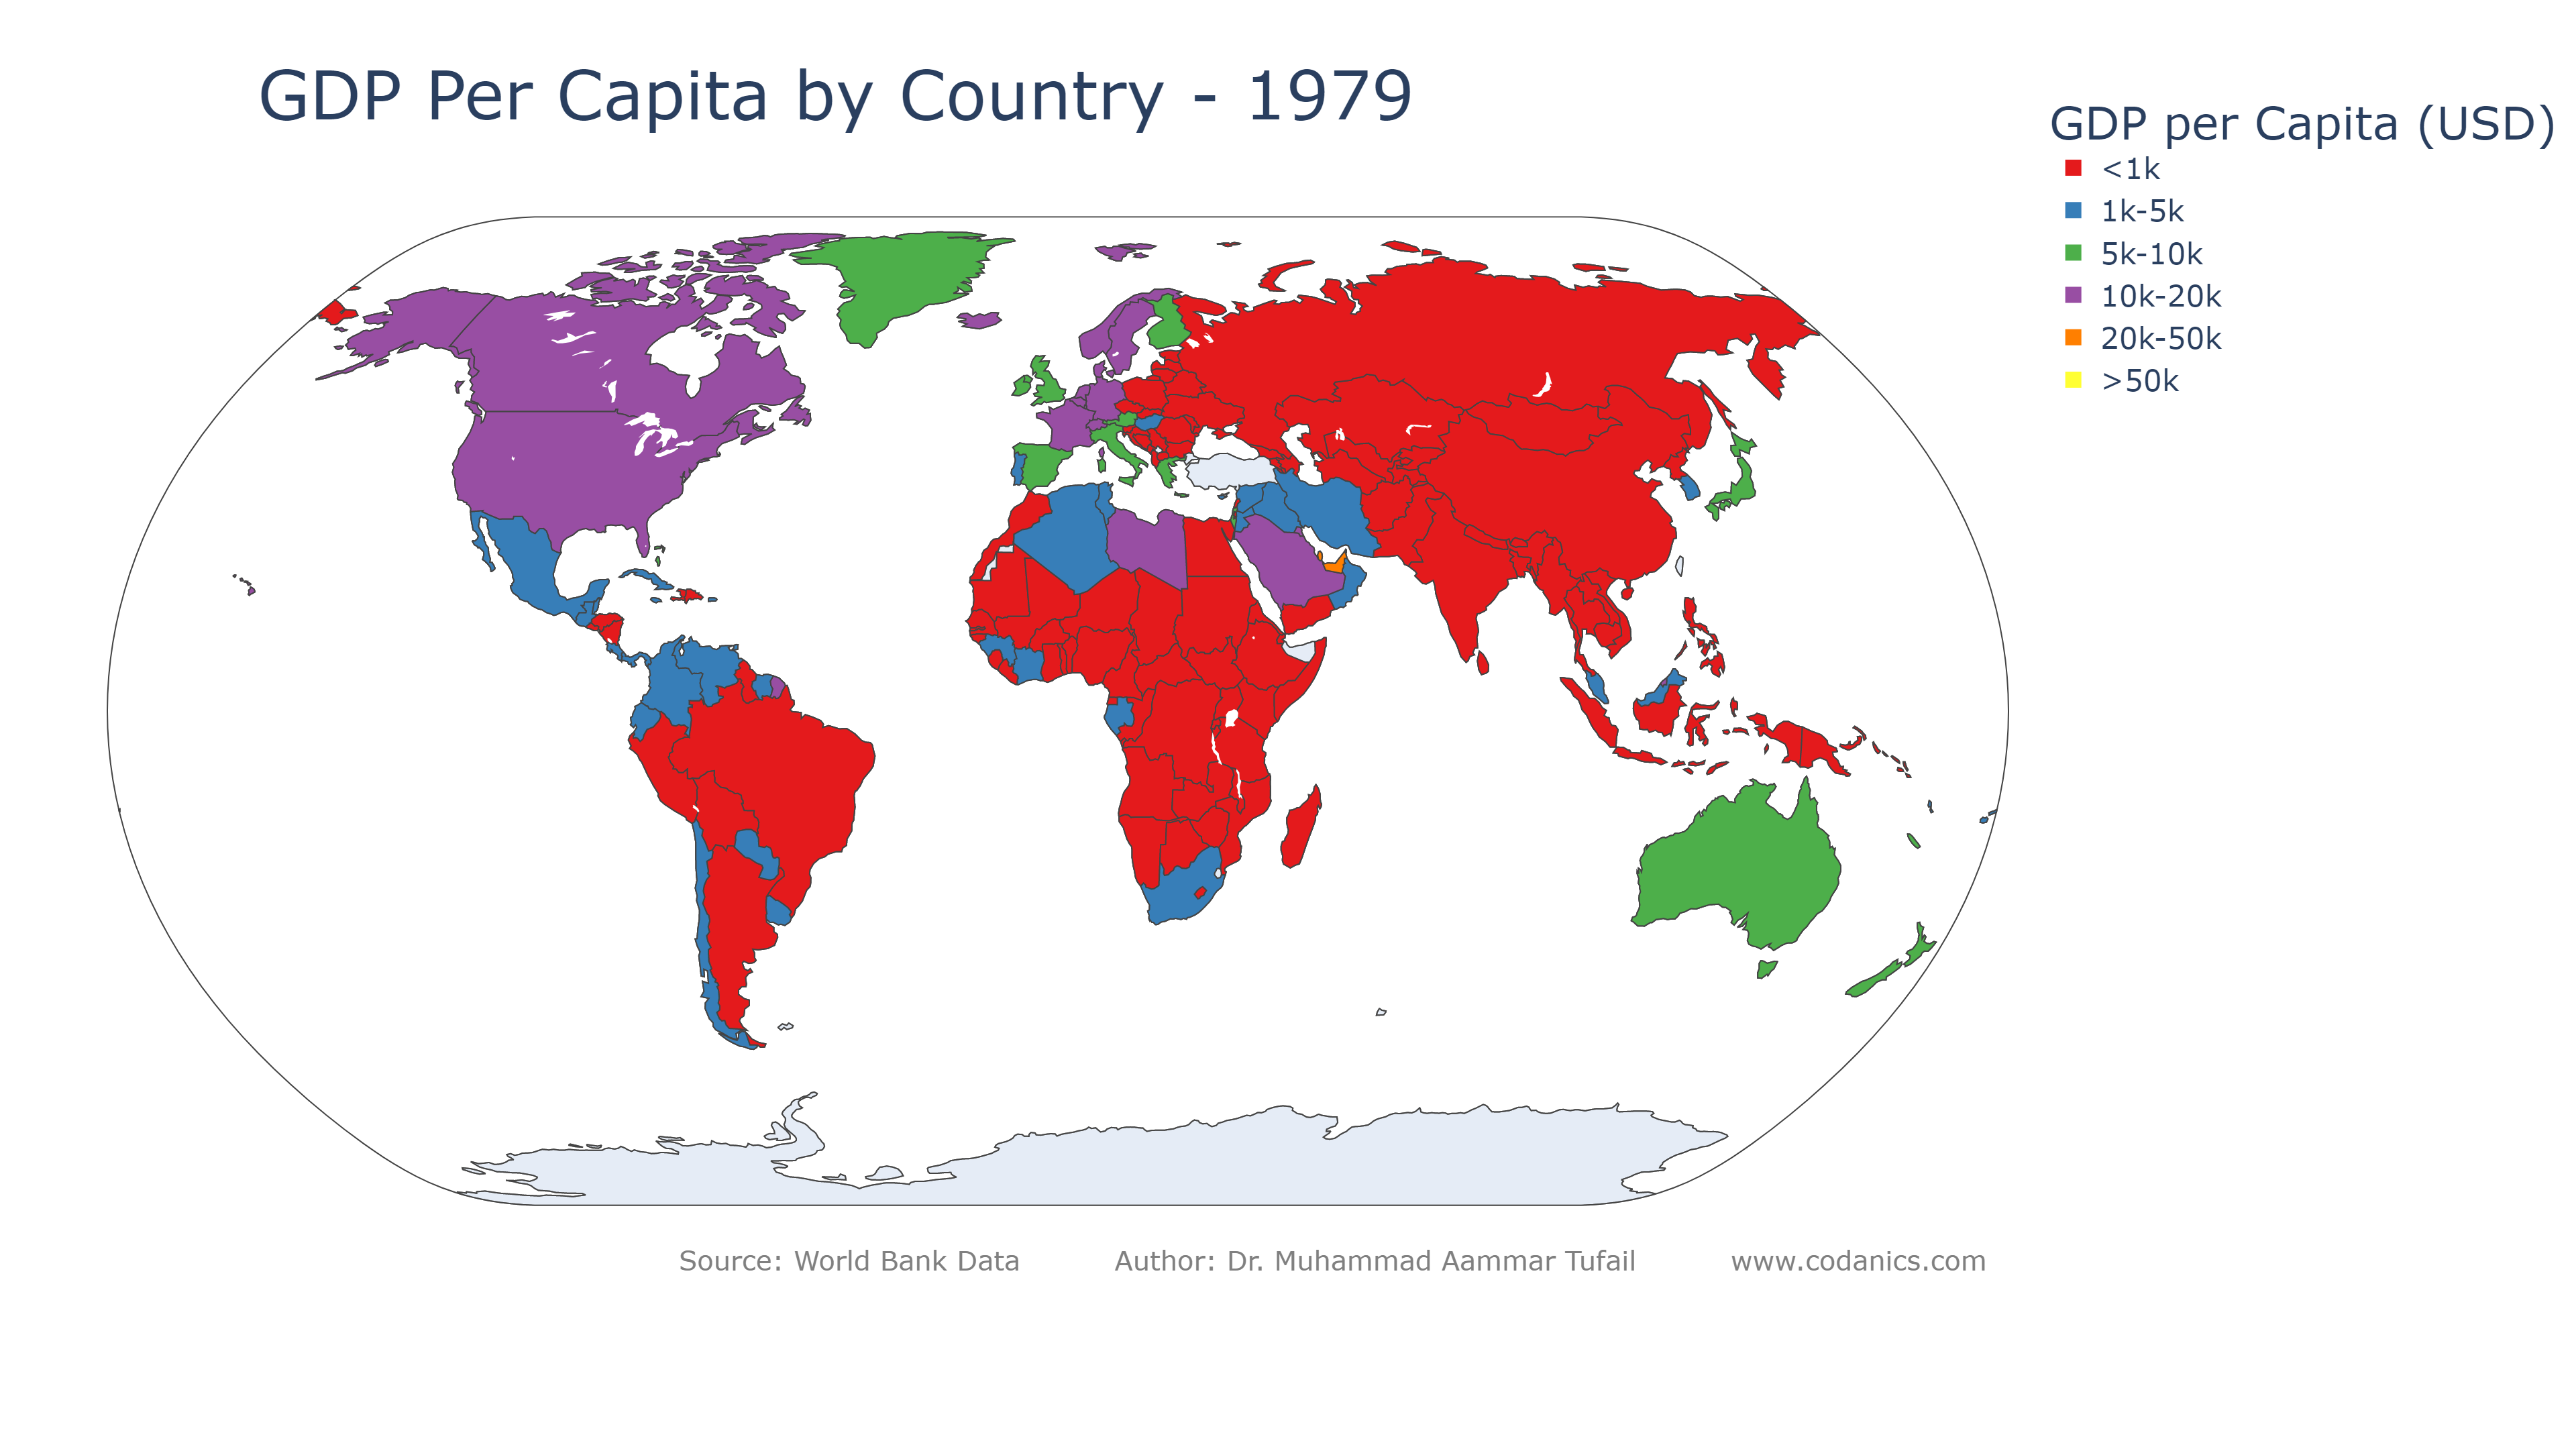 GDP Per Capita by Country - 1979
GDP per Capita (USD)
<1k
1k-5k
5k-10k
10k-20k
20k-50k
>50k
Source: World Bank Data Author: Dr. Muhammad Aammar Tufail www.codanics.com